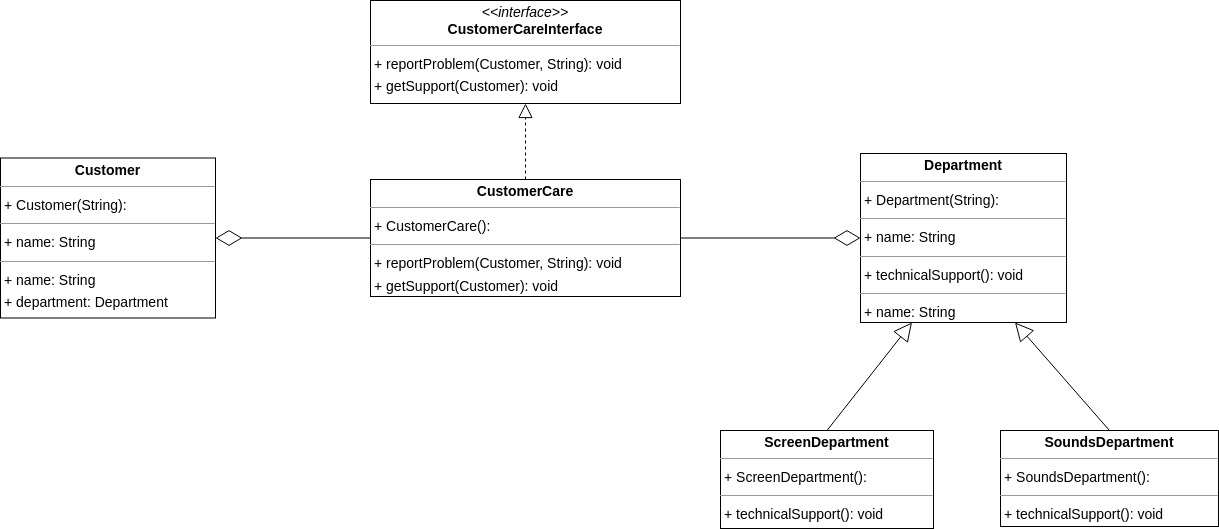 <<interface>>
CustomerCareInterface
+ reportProblem(Customer, String): void
+ getSupport(Customer): void
Customer
+ Customer(String):
+ name: String
+ name: String
+ department: Department
CustomerCare
+ CustomerCare():
+ reportProblem(Customer, String): void
+ getSupport(Customer): void
Department
+ Department(String):
+ name: String
+ technicalSupport(): void
+ name: String
ScreenDepartment
+ ScreenDepartment():
+ technicalSupport(): void
SoundsDepartment
+ SoundsDepartment():
+ technicalSupport(): void